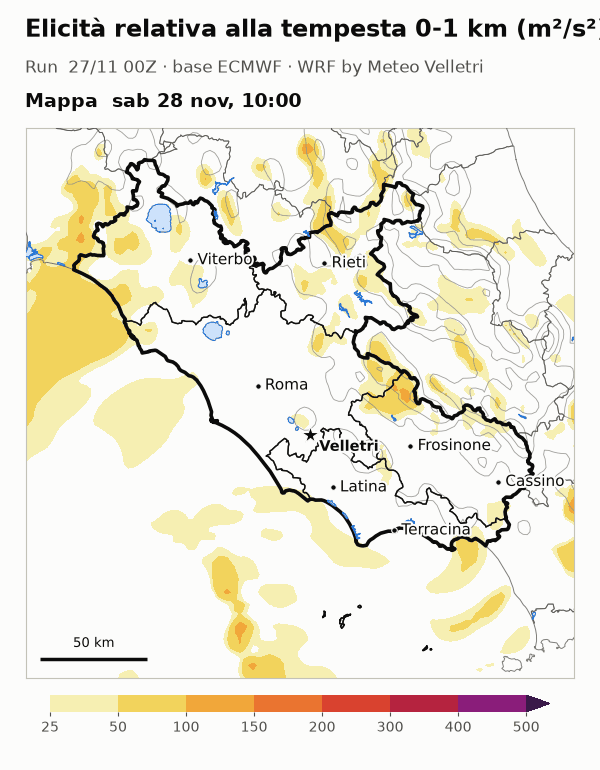 Elicità relativa alla tempesta 0-1 km (m²/s²)
Run 27/11 00Z · base ECMWF · WRF by Meteo Velletri
Mappa sab 28 nov, 10:00
Viterbo
Rieti
Roma
Velletri
Frosinone
Cassino
Latina
Terracina
50 km
25 50 100 150 200 300 400 500